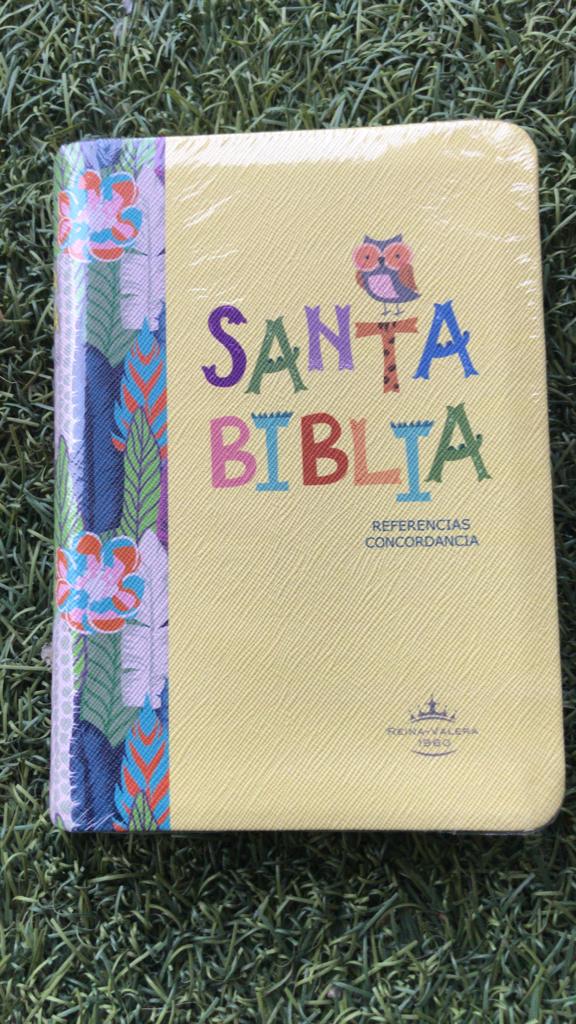 SANTA
BIBLIA
REFERENCIAS
CONCORDANCIA
REINA-VALERA
1960